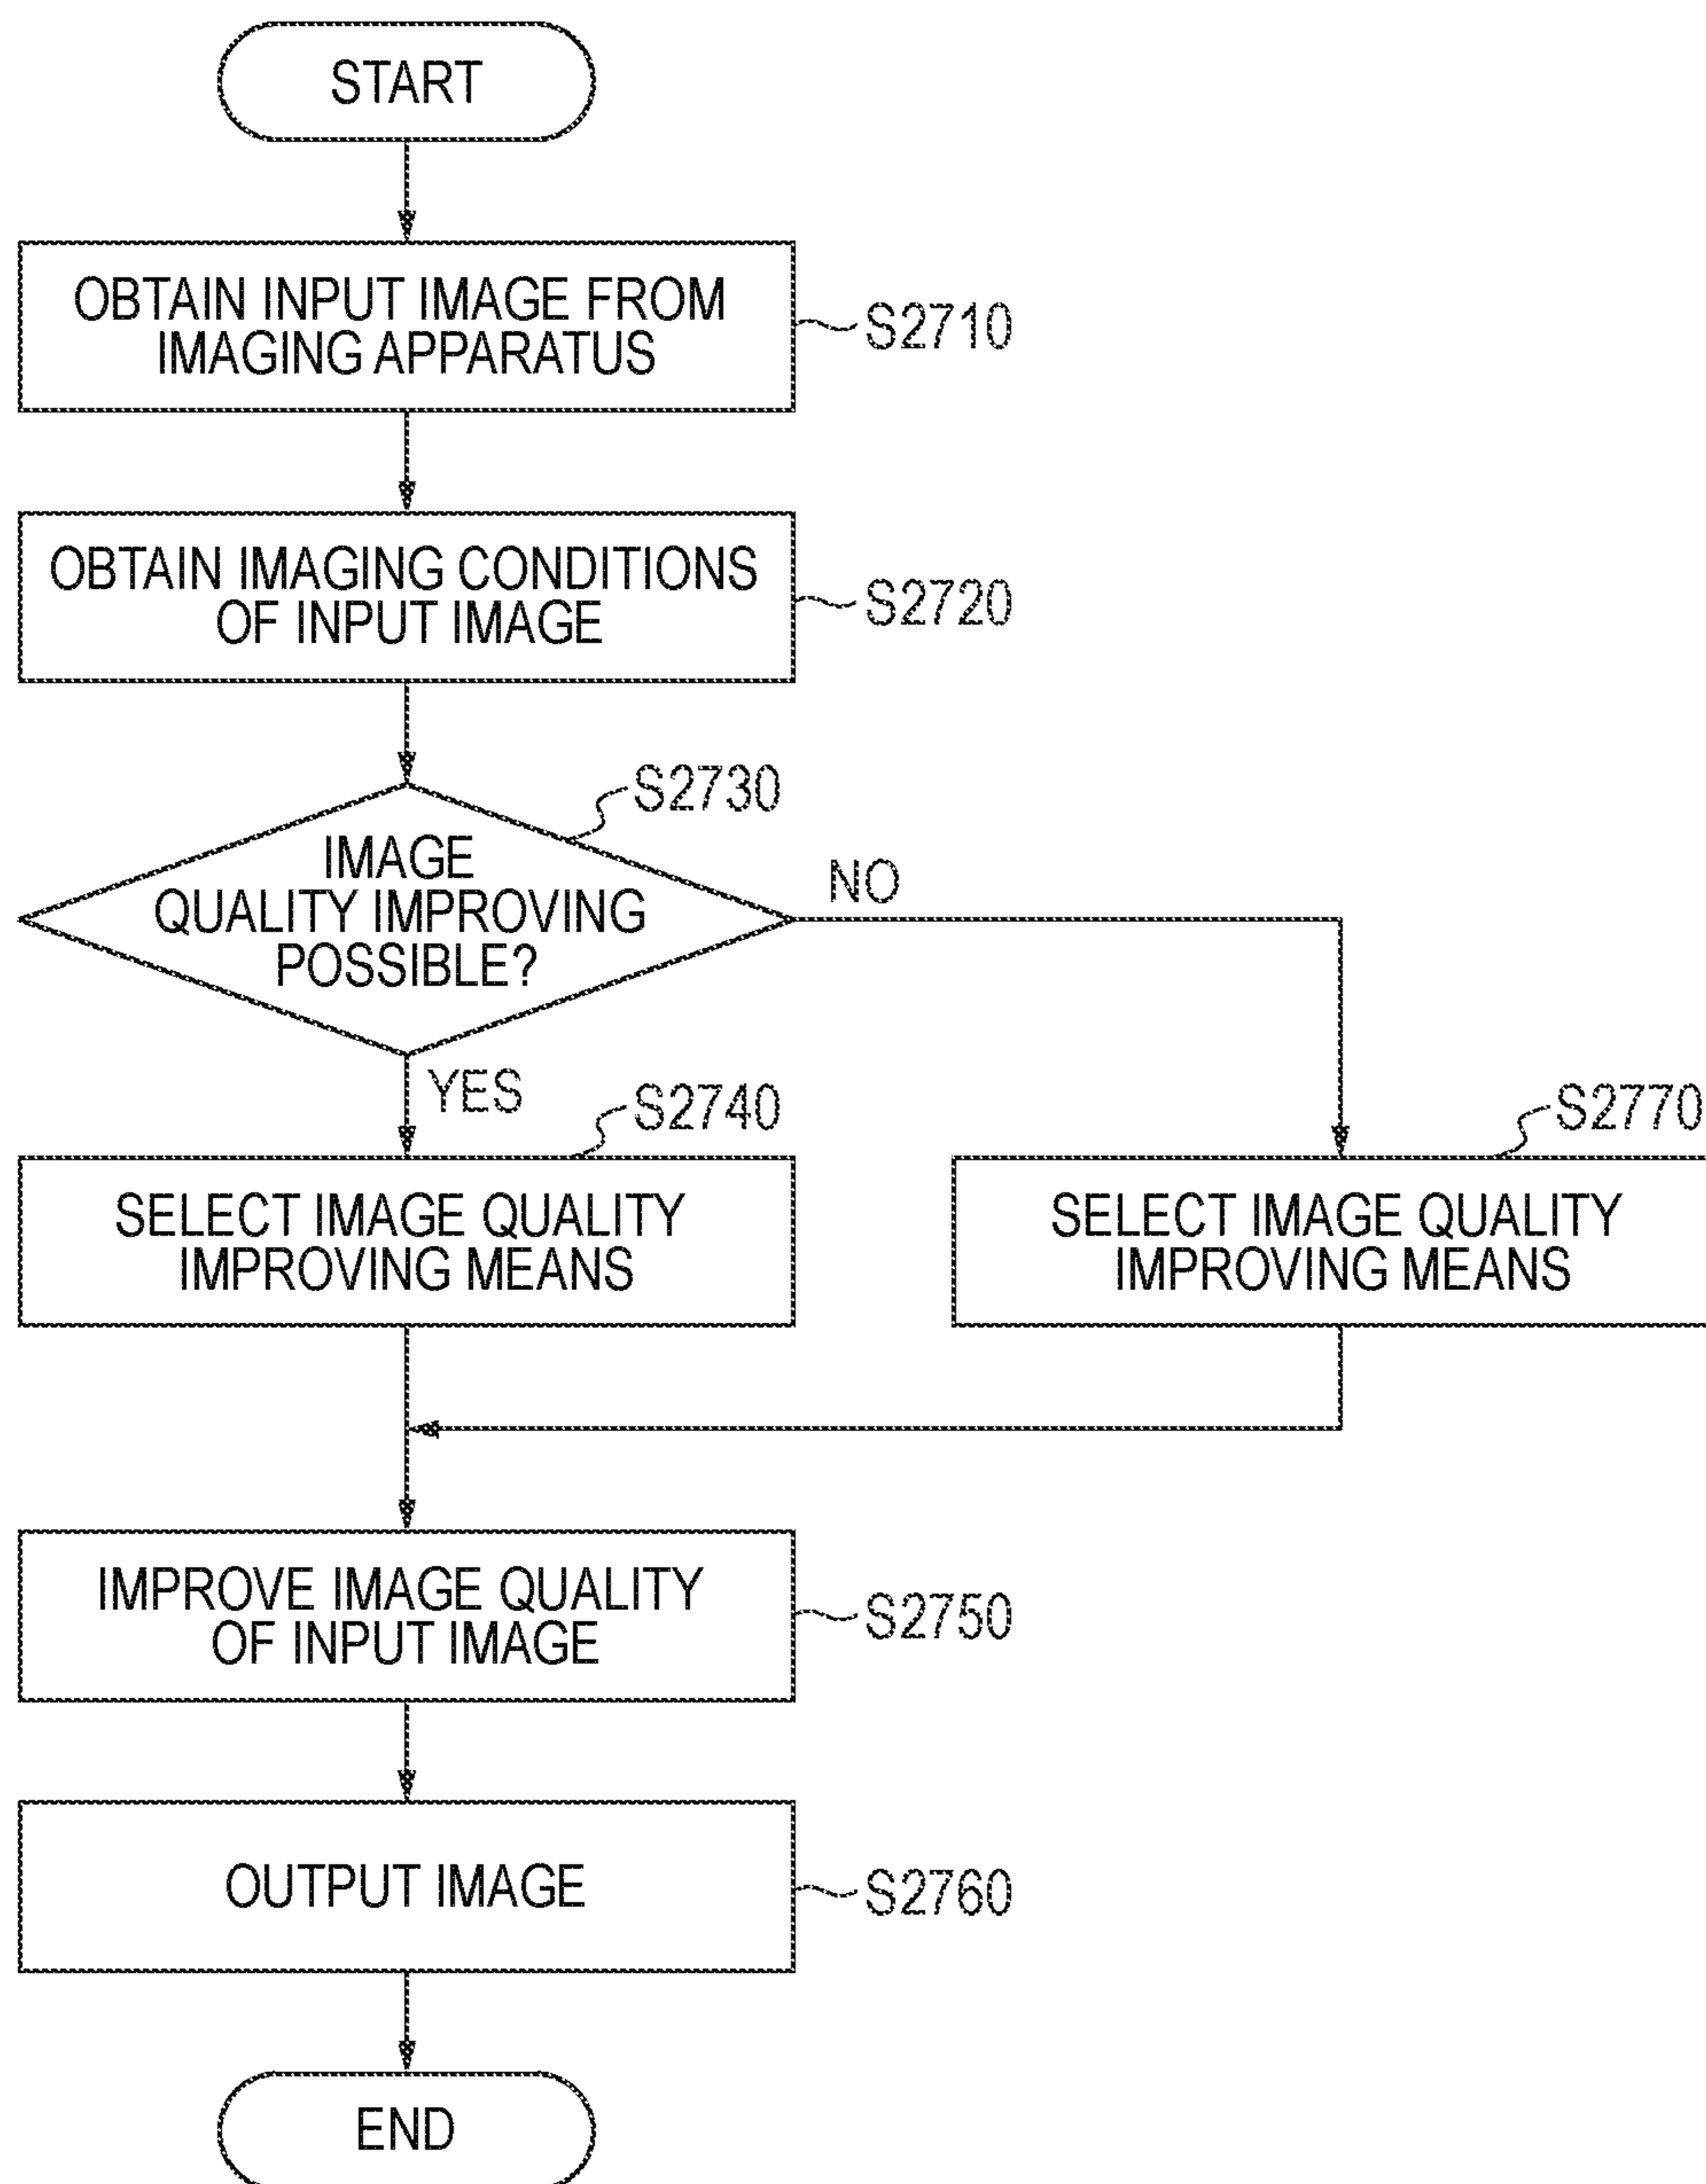 START
OBTAIN INPUT IMAGE FROM
IMAGING APPARATUS
S2710
OBTAIN IMAGING CONDITIONS
OF INPUT IMAGE
S2720
S2730
IMAGE
QUALITY IMPROVING
POSSIBLE?
NO
YES
S2740
SELECT IMAGE QUALITY
IMPROVING MEANS
S2770
SELECT IMAGE QUALITY
IMPROVING MEANS
IMPROVE IMAGE QUALITY
OF INPUT IMAGE
S2750
OUTPUT IMAGE
S2760
END